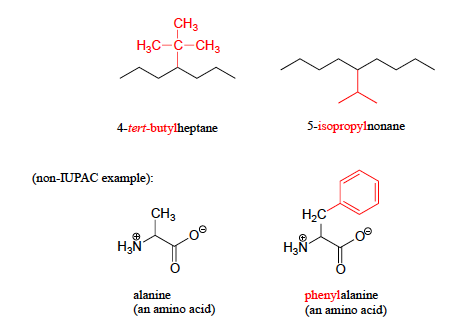 CH₃
H₃C–C–CH₃
4-tert-butylheptane
5-isopropylnonane
(non-IUPAC example):
CH₃
H₃N⊕
O⊖
O
H₂C
H₃N⊕
O⊖
O
alanine
(an amino acid)
phenylalanine
(an amino acid)